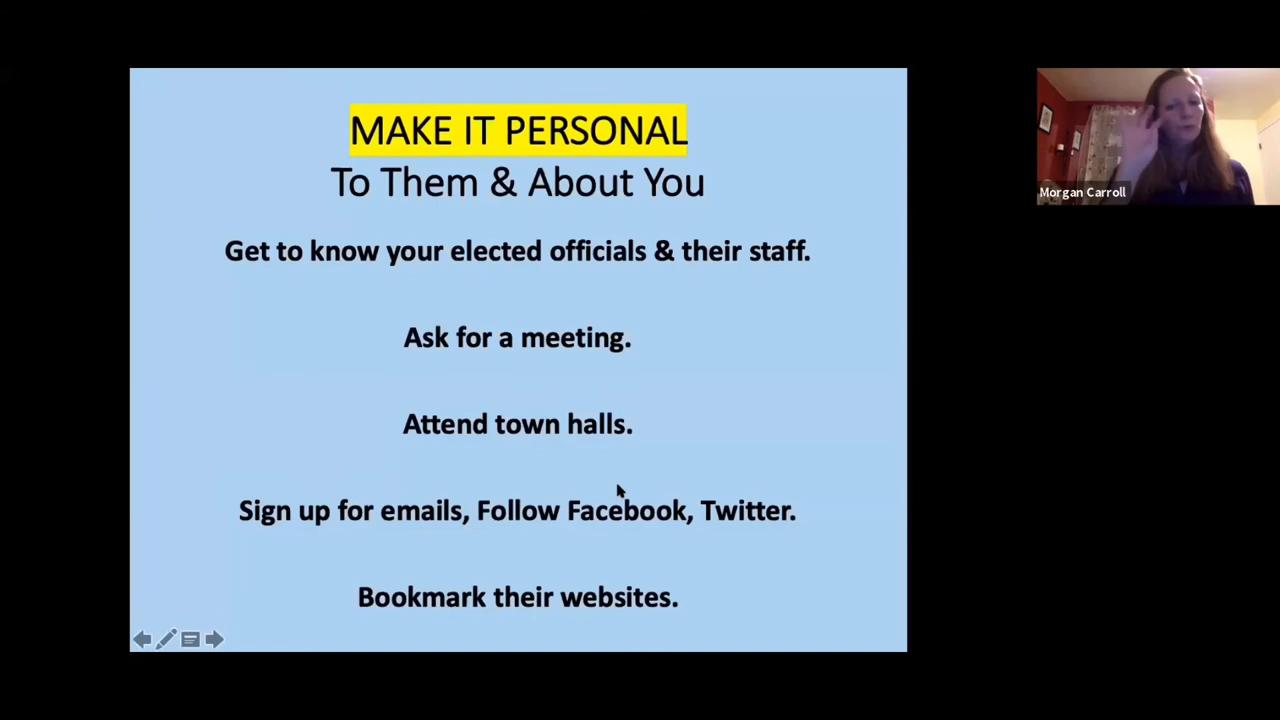 MAKE IT PERSONAL
To Them & About You
Get to know your elected officials & their staff.
Ask for a meeting.
Attend town halls.
Sign up for emails, Follow Facebook, Twitter.
Bookmark their websites.
Morgan Carroll